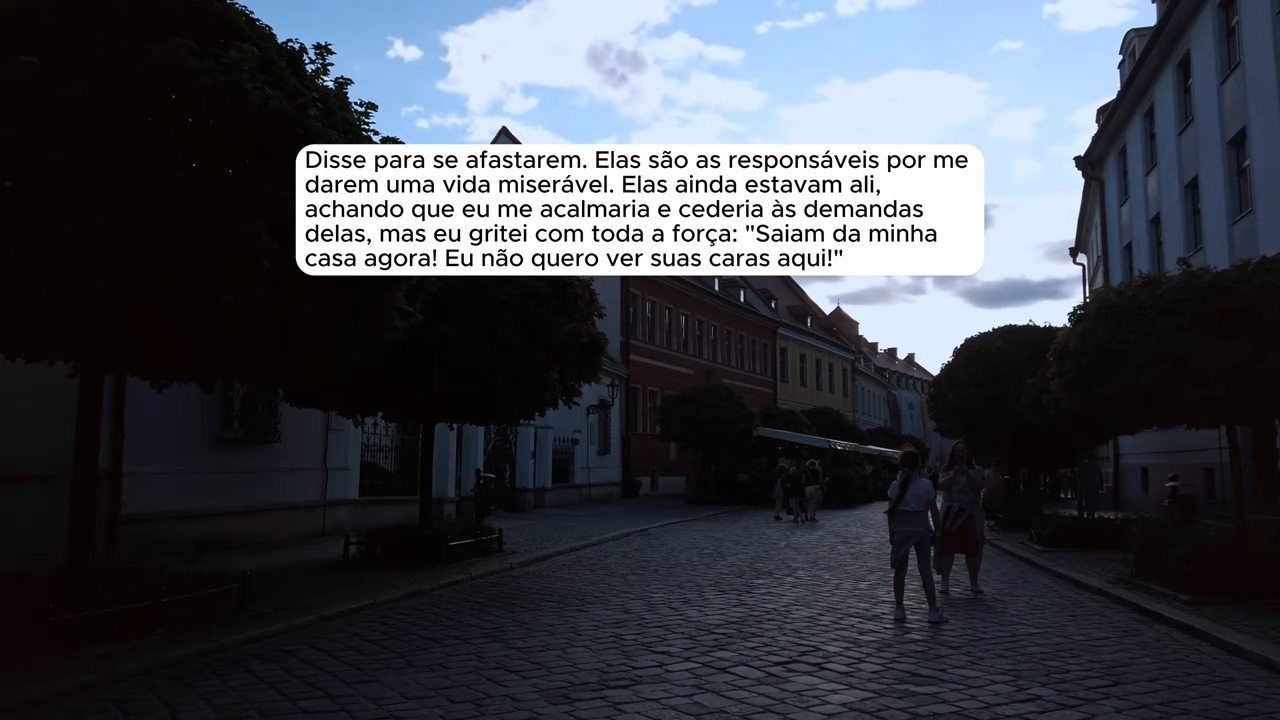 Disse para se afastarem. Elas são as responsáveis por me
darem uma vida miserável. Elas ainda estavam ali,
achando que eu me acalmaria e cederia às demandas
delas, mas eu gritei com toda a força: "Saiam da minha
casa agora! Eu não quero ver suas caras aqui!"